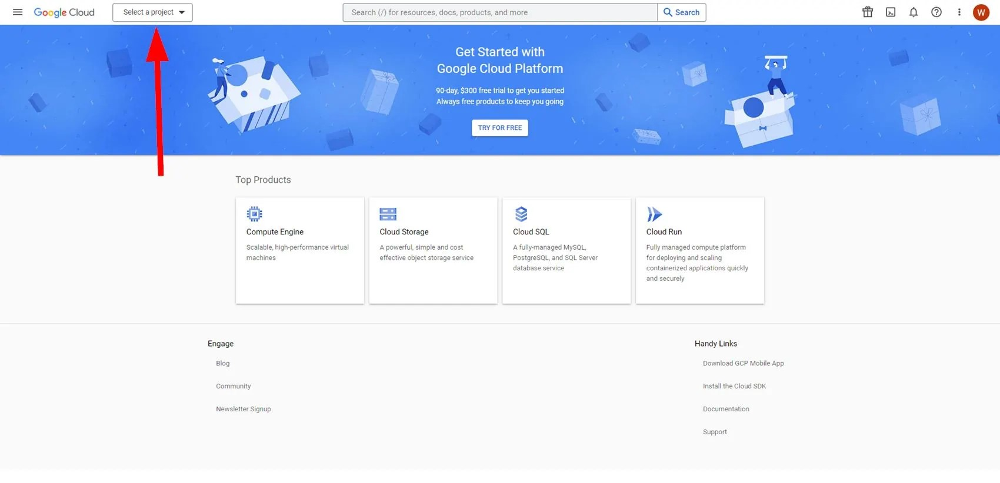 Google Cloud
Select a project
Search (/) for resources, docs, products, and more
Search
W
Get Started with
Google Cloud Platform
90-day, $300 free trial to get you started
Always free products to keep you going
TRY FOR FREE
Top Products
Compute Engine
Scalable, high-performance virtual
machines
Cloud Storage
A powerful, simple and cost
effective object storage service
Cloud SQL
A fully-managed MySQL,
PostgreSQL, and SQL Server
database service
Cloud Run
Fully managed compute platform
for deploying and scaling
containerized applications quickly
and securely
Engage
Blog
Community
Newsletter Signup
Handy Links
Download GCP Mobile App
Install the Cloud SDK
Documentation
Support